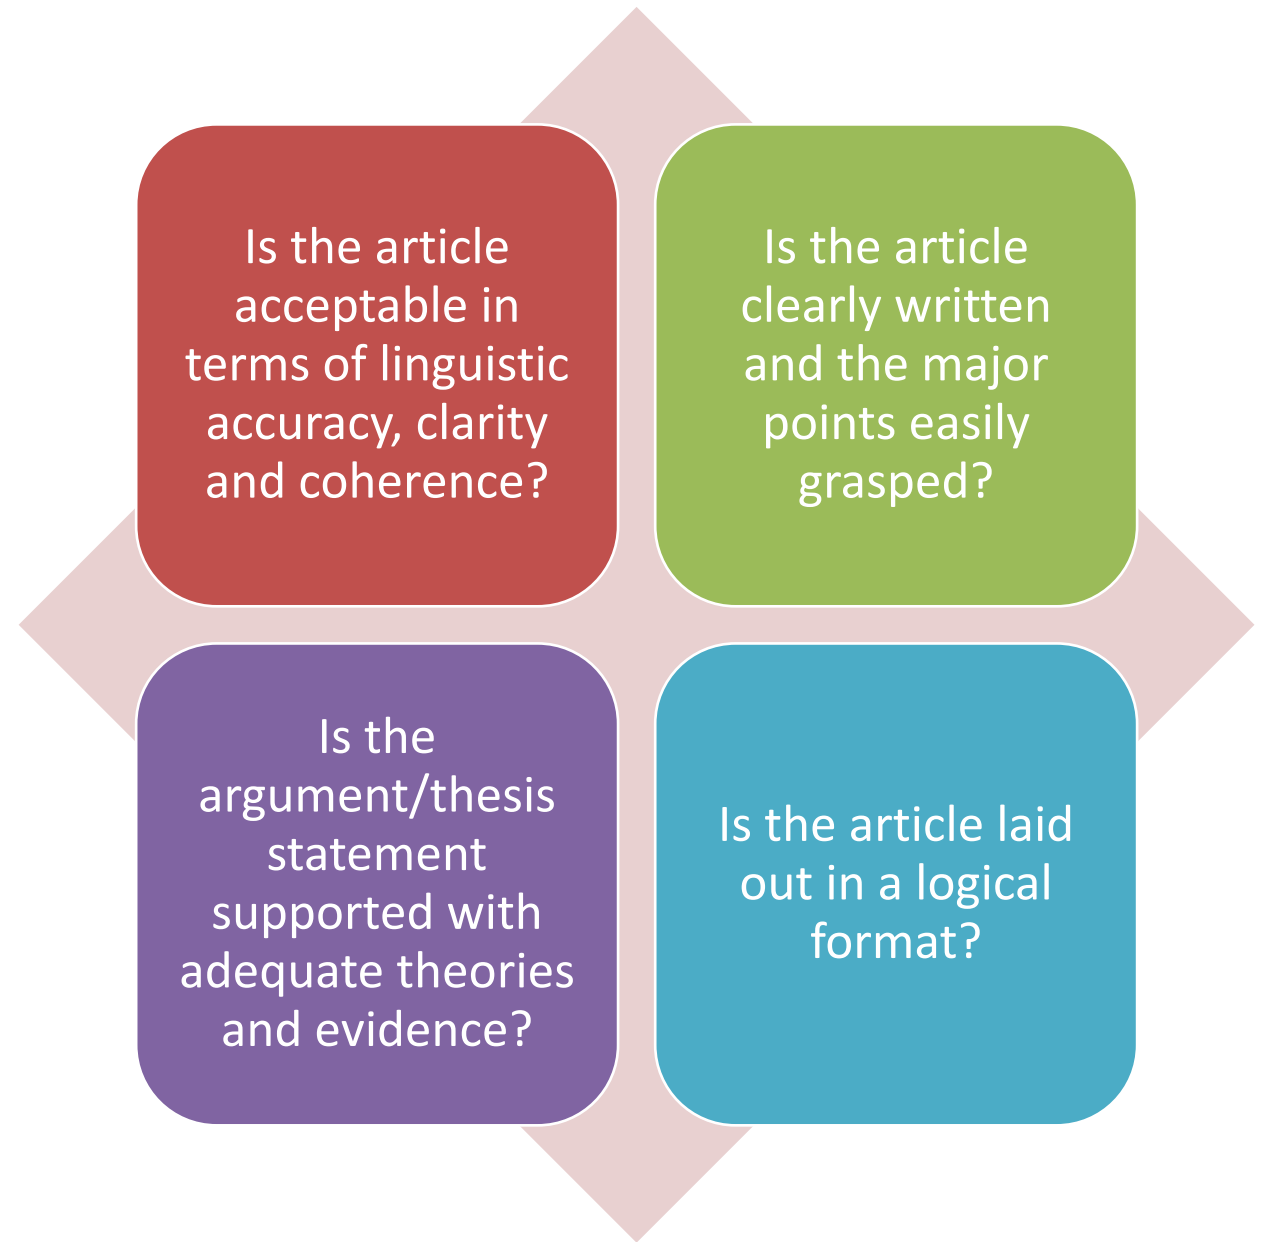 Is the article
acceptable in
terms of linguistic
accuracy, clarity
and coherence?
Is the article
clearly written
and the major
points easily
grasped?
Is the
argument/thesis
statement
supported with
adequate theories
and evidence?
Is the article laid
out in a logical
format?